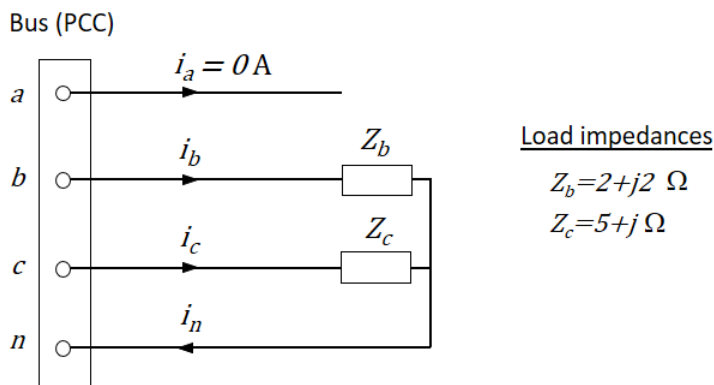 Bus (PCC)
a
i_a = 0 A
b
i_b
Z_b
c
i_c
Z_c
n
i_n
Load impedances
Z_b=2+j2 Ω
Z_c=5+j Ω